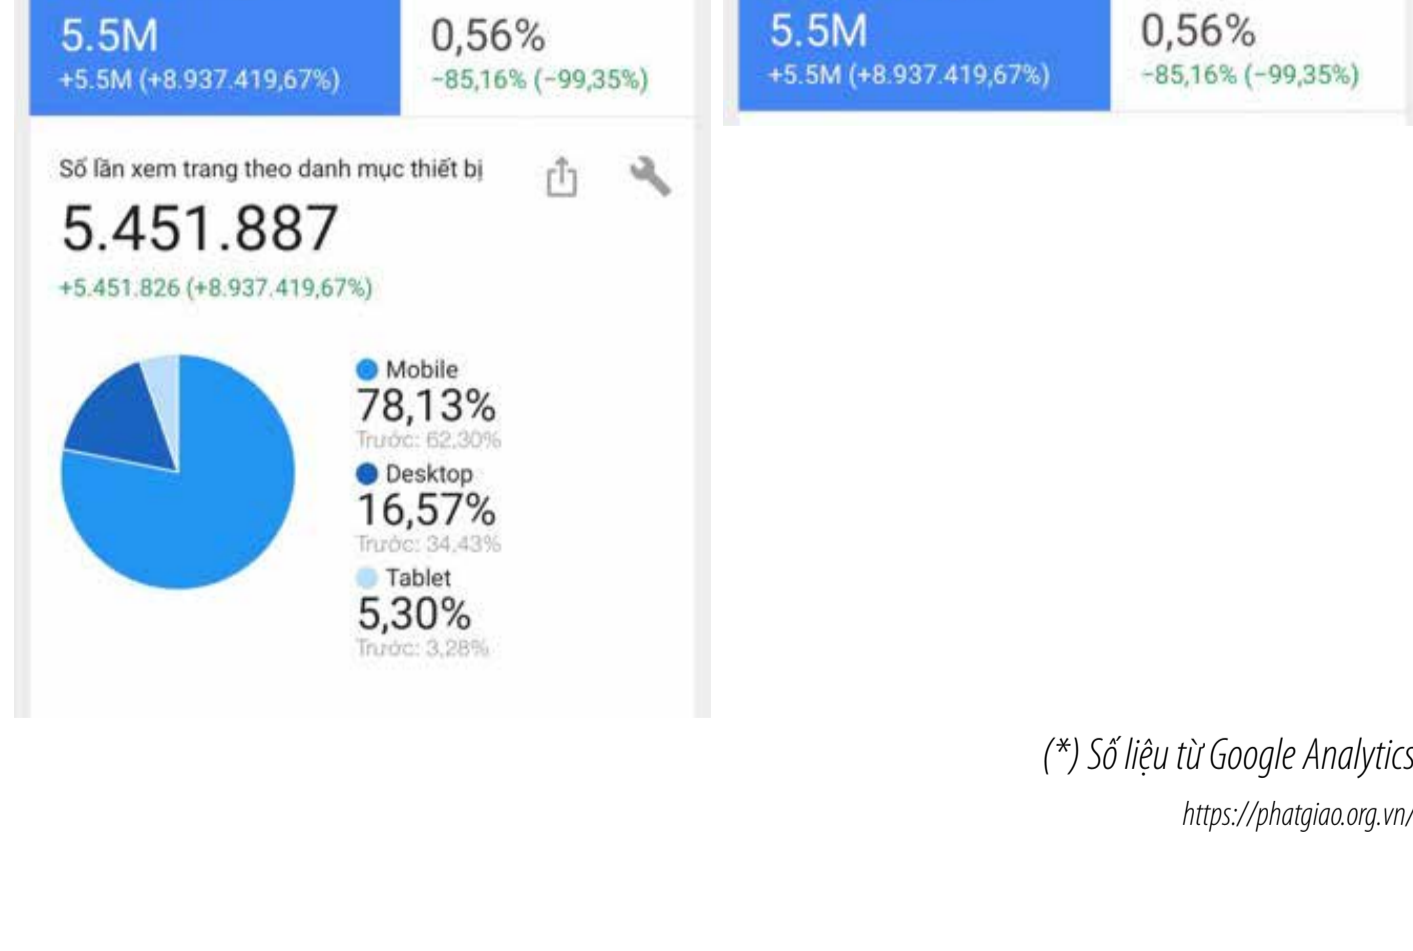 5.5M
+5.5M (+8.937.419,67%)
0,56%
−85,16% (−99,35%)
5.5M
+5.5M (+8.937.419,67%)
0,56%
−85,16% (−99,35%)
Số lần xem trang theo danh mục thiết bị
5.451.887
+5.451.826 (+8.937.419,67%)
Mobile
78,13%
Trước: 62,30%
Desktop
16,57%
Trước: 34,43%
Tablet
5,30%
Trước: 3,28%
(*) Số liệu từ Google Analytics
https://phatgiao.org.vn/